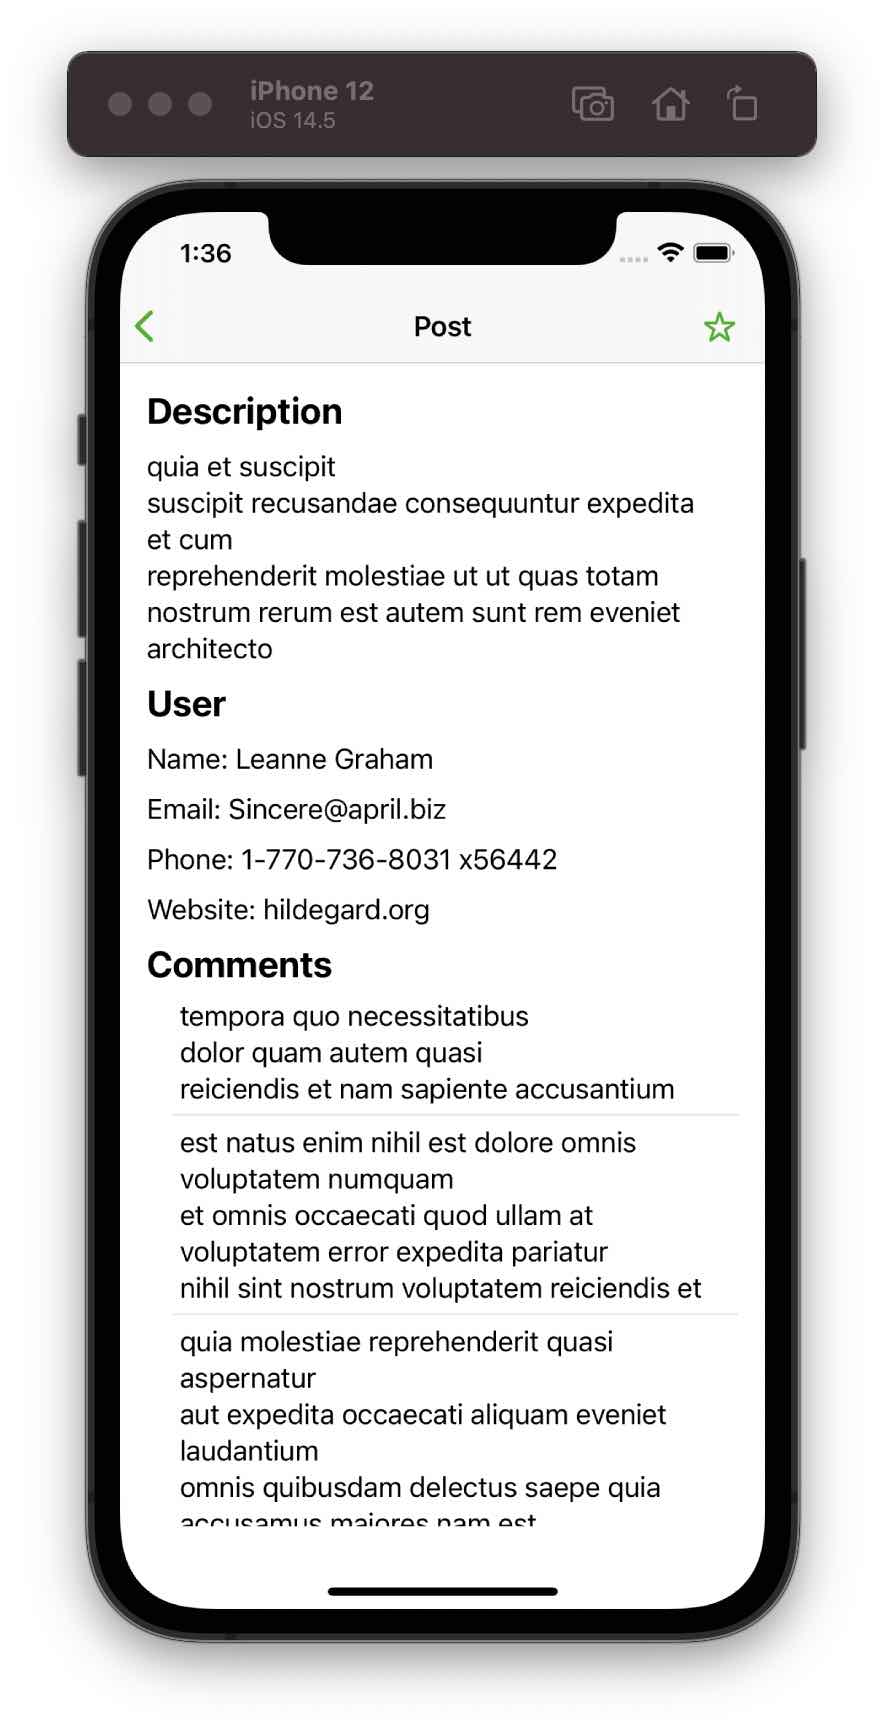 iPhone 12
iOS 14.5
1:36
Post
Description
quia et suscipit
suscipit recusandae consequuntur expedita
et cum
reprehenderit molestiae ut ut quas totam
nostrum rerum est autem sunt rem eveniet
architecto
User
Name: Leanne Graham
Email: Sincere@april.biz
Phone: 1-770-736-8031 x56442
Website: hildegard.org
Comments
tempora quo necessitatibus
dolor quam autem quasi
reiciendis et nam sapiente accusantium
est natus enim nihil est dolore omnis
voluptatem numquam
et omnis occaecati quod ullam at
voluptatem error expedita pariatur
nihil sint nostrum voluptatem reiciendis et
quia molestiae reprehenderit quasi
aspernatur
aut expedita occaecati aliquam eveniet
laudantium
omnis quibusdam delectus saepe quia
accusamus maiores nam est